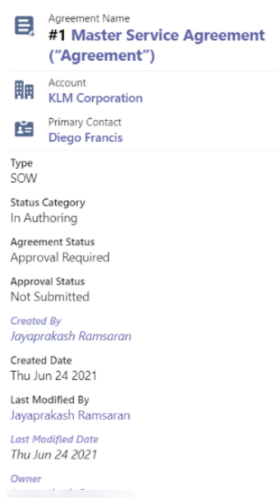 Agreement Name
#1 Master Service Agreement
(“Agreement”)
Account
KLM Corporation
Primary Contact
Diego Francis
Type
SOW
Status Category
In Authoring
Agreement Status
Approval Required
Approval Status
Not Submitted
Created By
Jayaprakash Ramsaran
Created Date
Thu Jun 24 2021
Last Modified By
Jayaprakash Ramsaran
Last Modified Date
Thu Jun 24 2021
Owner